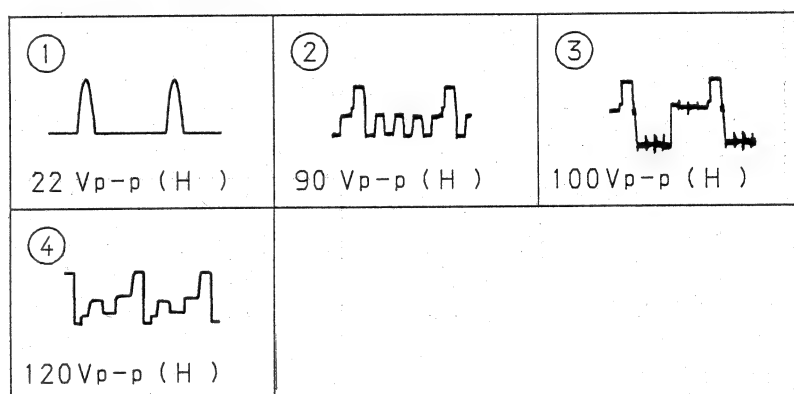 ①
22 Vp-p (H )
②
90 Vp-p (H )
③
100Vp-p (H )
④
120Vp-p (H )